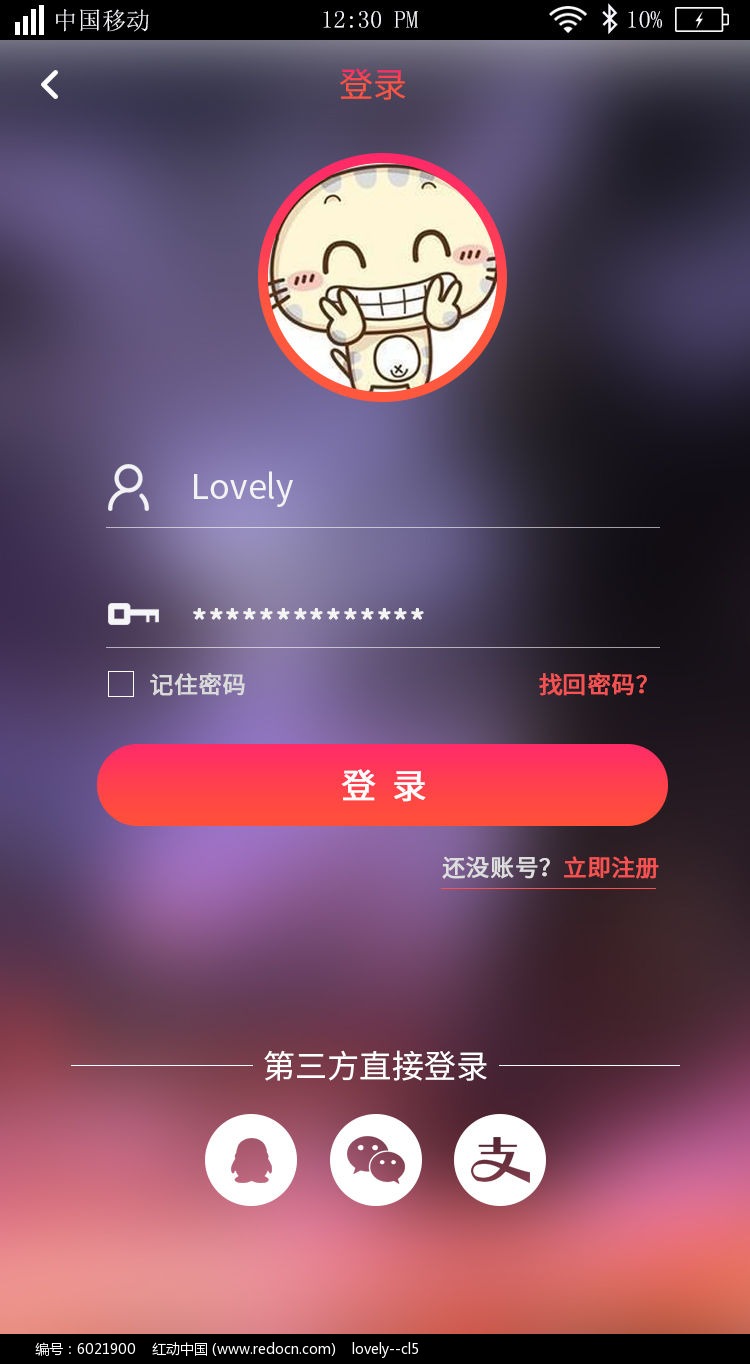 中国移动 12:30 PM 10%
登录
Lovely
**************
记住密码 找回密码?
登 录
还没账号? 立即注册
第三方直接登录
支
编号：6021900 红动中国 (www.redocn.com) lovely--cl5